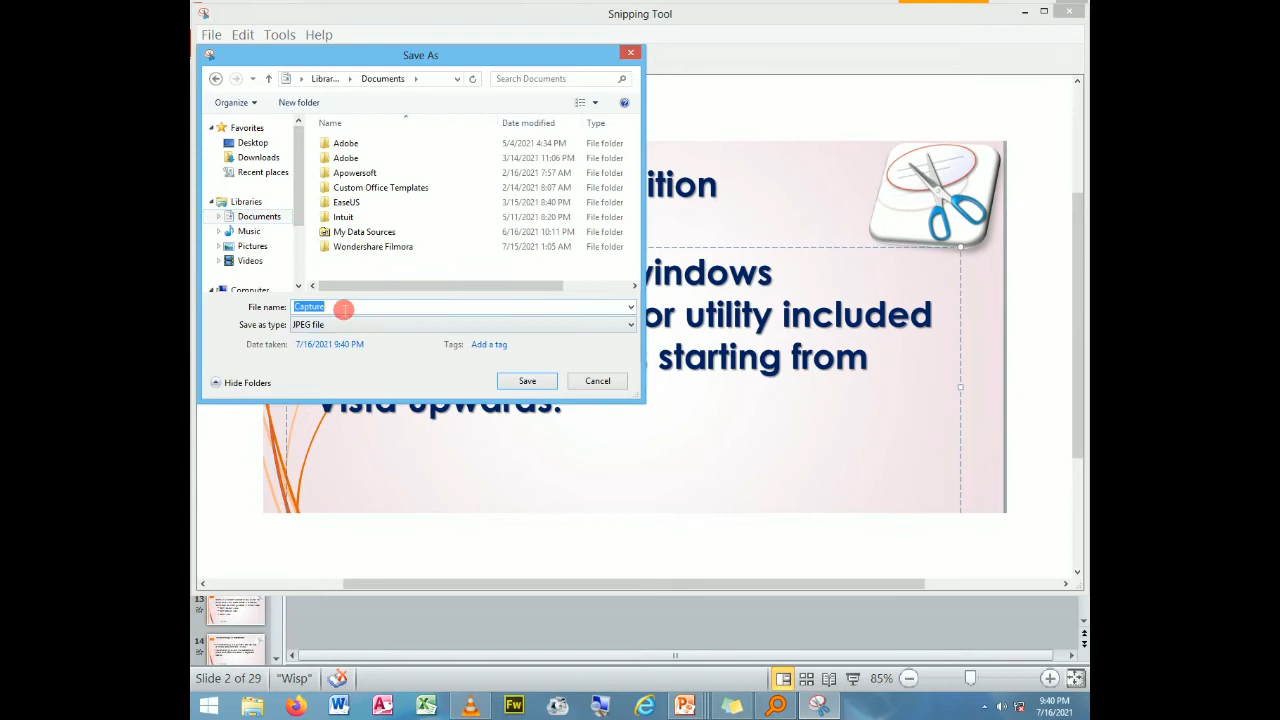 Snipping Tool
File Edit Tools Help
Save As
Librar... Documents Search Documents
Organize New folder
Name Date modified Type
Favorites
Desktop
Downloads
Recent places
Libraries
Documents
Music
Pictures
Videos
Computer
Adobe 5/4/2021 4:34 PM File folder
Adobe 3/14/2021 11:06 PM File folder
Apowersoft 2/16/2021 7:57 AM File folder
Custom Office Templates 2/14/2021 8:07 AM File folder
EaseUS 3/15/2021 8:40 PM File folder
Intuit 5/11/2021 8:20 PM File folder
My Data Sources 6/16/2021 10:11 PM File folder
Wondershare Filmora 7/15/2021 1:05 AM File folder
File name: Capture
Save as type: JPEG file
Date taken: 7/16/2021 9:40 PM Tags: Add a tag
Hide Folders Save Cancel
ition
windows
or utility included
starting from
Vista upwards.
13
14
Slide 2 of 29 "Wisp" 85%
Fw
9:40 PM
7/16/2021